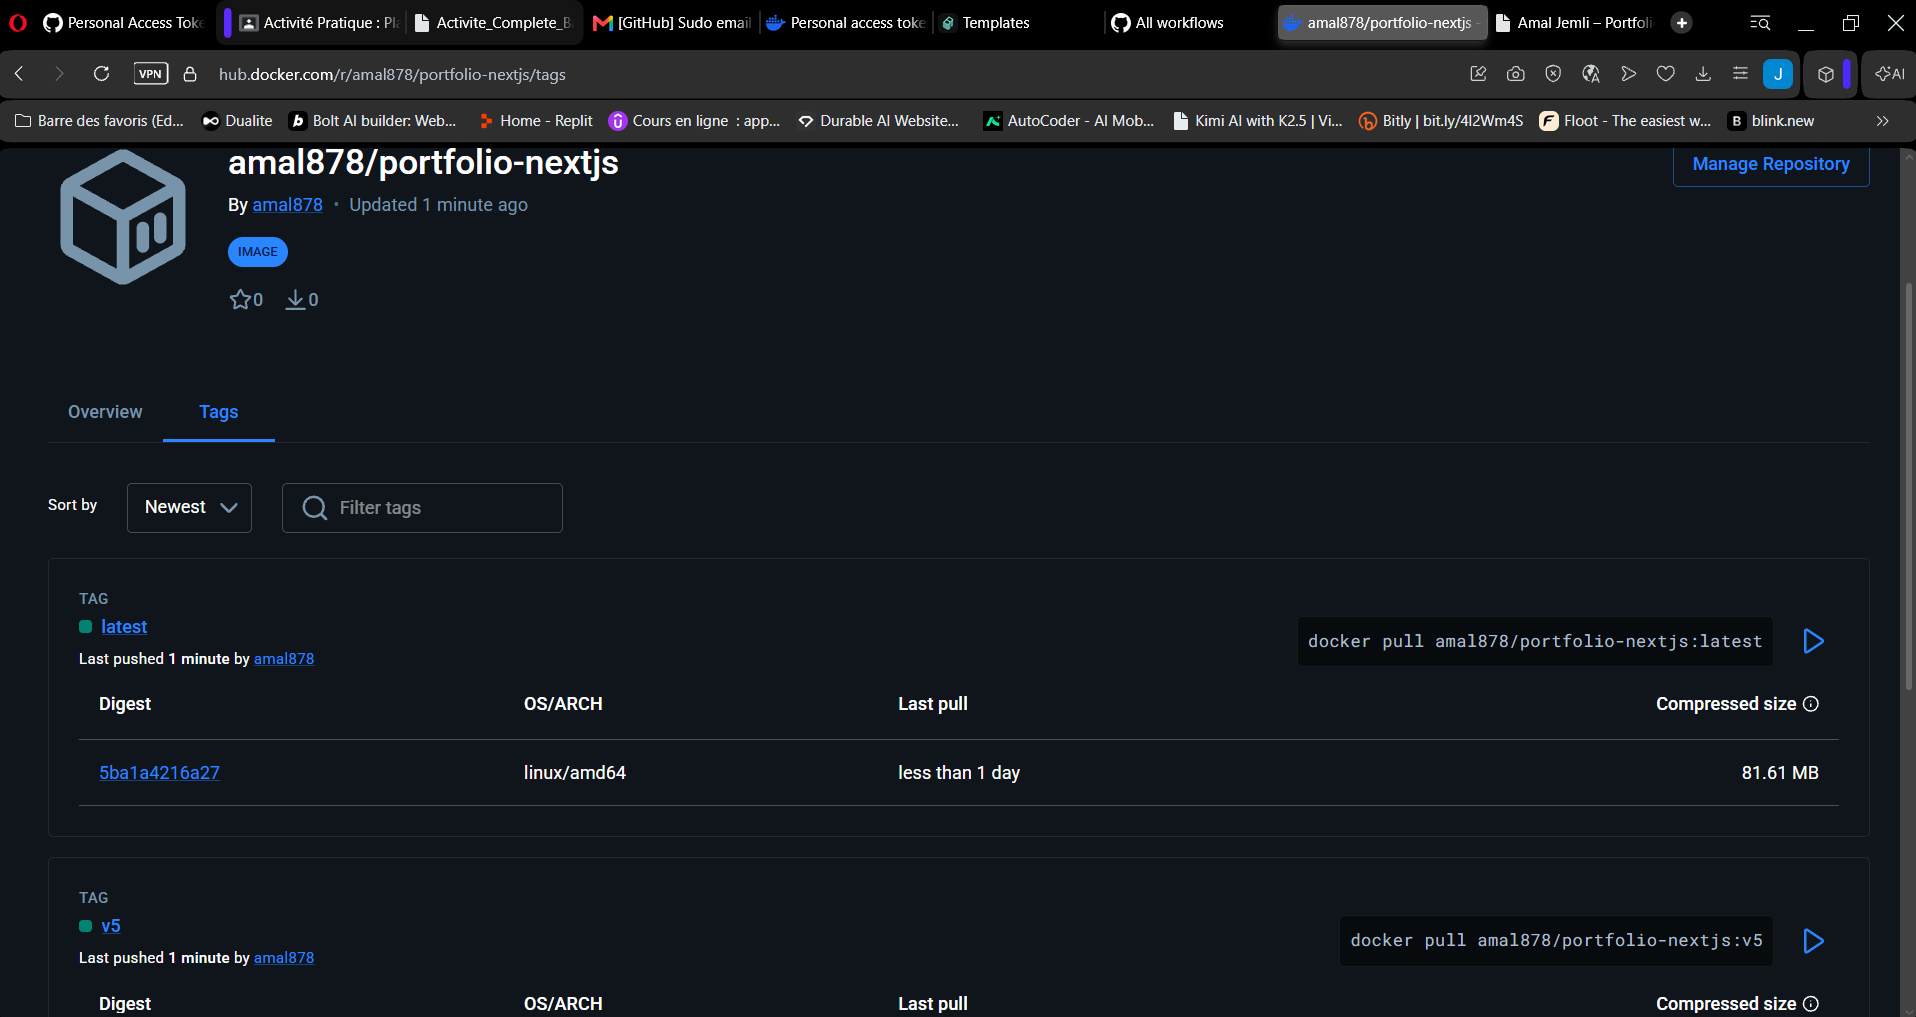 Personal Access Toke
Activité Pratique : Pl
Activite_Complete_B
[GitHub] Sudo email
Personal access toke
Templates
All workflows
amal878/portfolio-nextjs -
Amal Jemli – Portfoli
VPN
hub.docker.com/r/amal878/portfolio-nextjs/tags
J
AI
Barre des favoris (Ed...
Dualite
Bolt AI builder: Web...
Home - Replit
Cours en ligne : app...
Durable AI Website...
AutoCoder - AI Mob...
Kimi AI with K2.5 | Vi...
Bitly | bit.ly/4l2Wm4S
Floot - The easiest w...
blink.new
amal878/portfolio-nextjs
Manage Repository
By amal878 • Updated 1 minute ago
IMAGE
0 0
Overview Tags
Sort by Newest Filter tags
TAG
latest
Last pushed 1 minute by amal878
docker pull amal878/portfolio-nextjs:latest
Digest OS/ARCH Last pull Compressed size
5ba1a4216a27 linux/amd64 less than 1 day 81.61 MB
TAG
v5
Last pushed 1 minute by amal878
docker pull amal878/portfolio-nextjs:v5
Digest OS/ARCH Last pull Compressed size